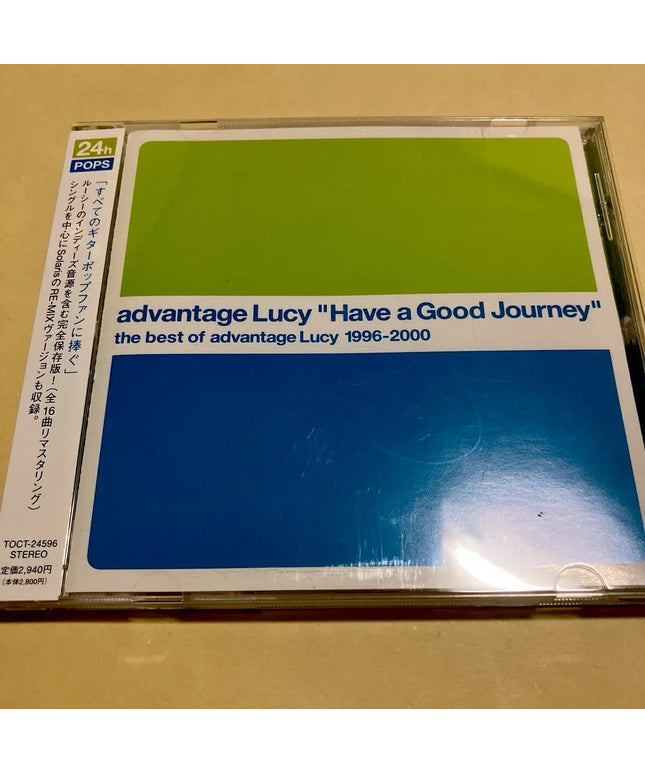 24h
POPS
「すべてのギターポップファンに捧ぐ」
ルーシーのインディーズ音源を含む完全保存版！(全16曲リマスタリング)
シングルを中心にSolarisのRE-MIXヴァージョンも収録。
TOCT-24596
STEREO
定価2,940円
(本体2,800円)
advantage Lucy "Have a Good Journey"
the best of advantage Lucy 1996-2000